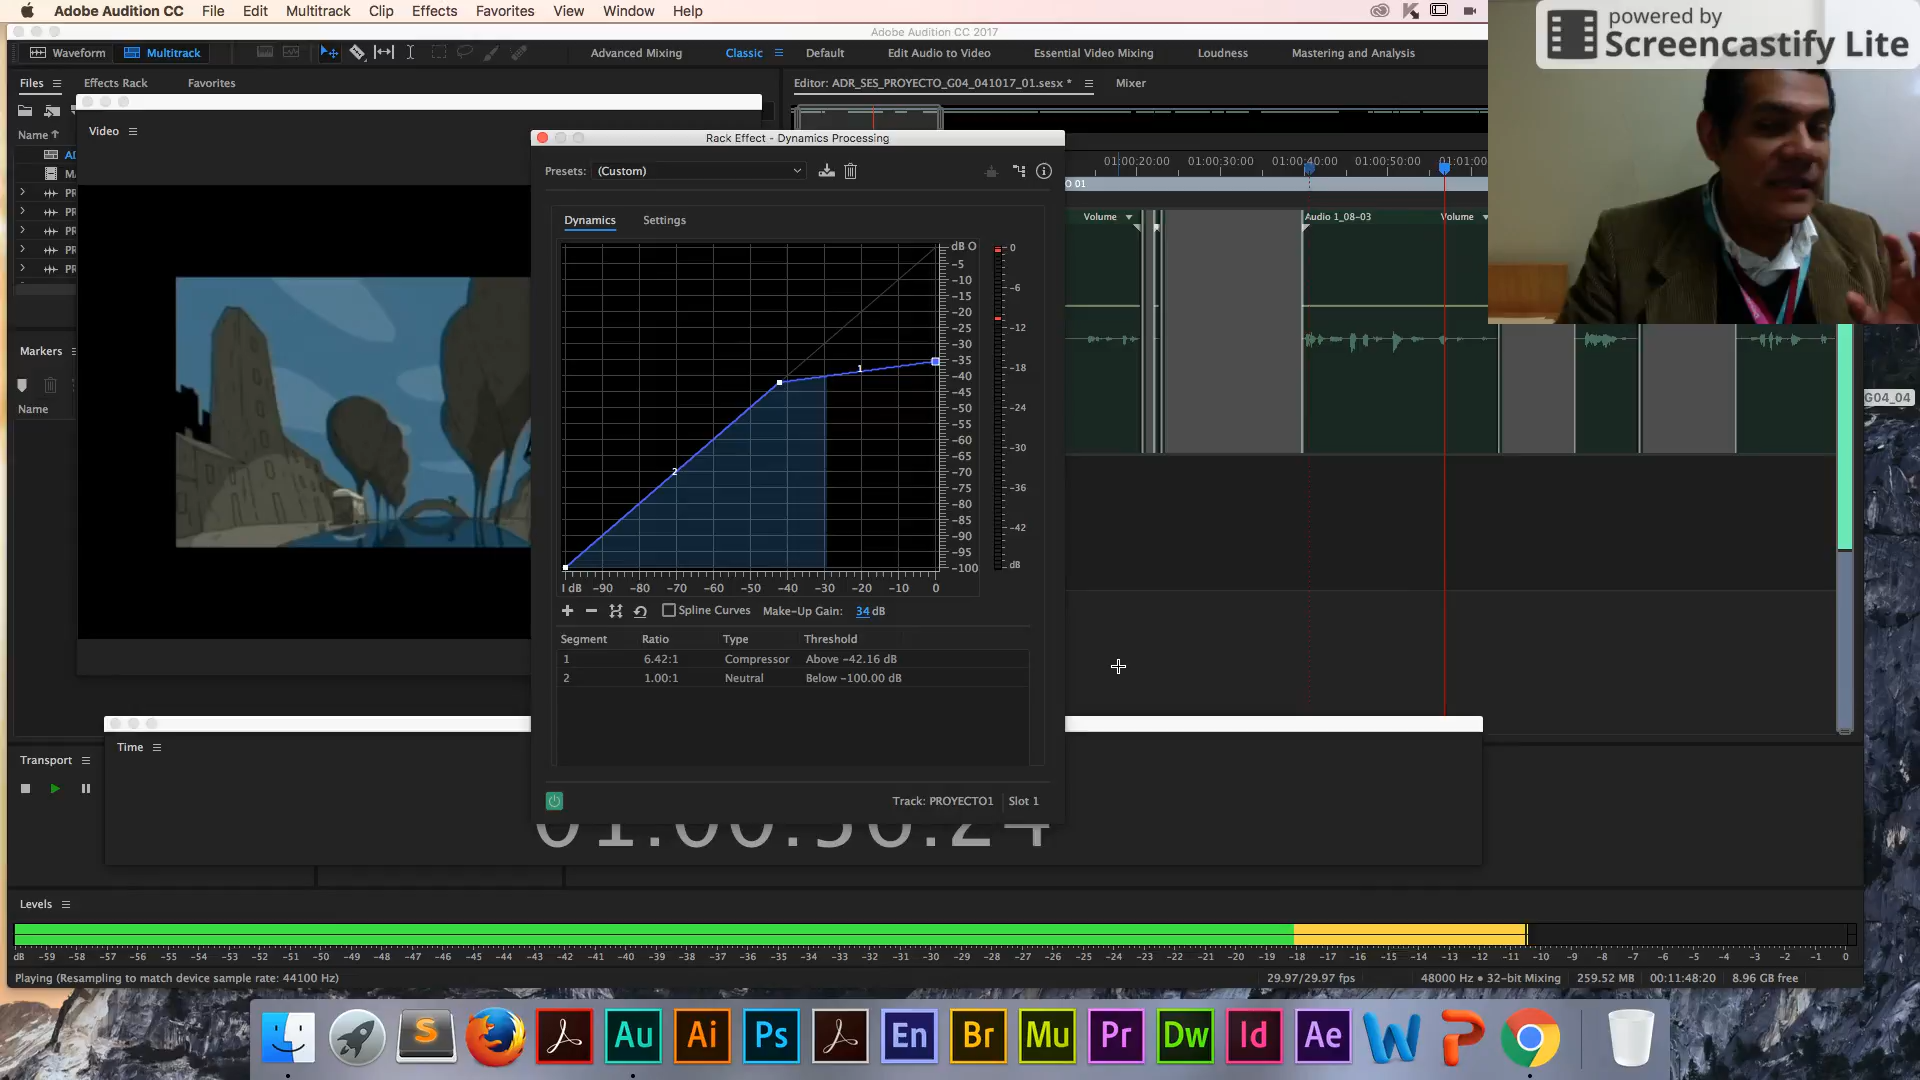 Adobe Audition CC File Edit Multitrack Clip Effects Favorites View Window Help
powered by
Screencastify Lite
Adobe Audition CC 2017
Waveform Multitrack
Advanced Mixing Classic Default Edit Audio to Video Essential Video Mixing Loudness Mastering and Analysis
Files Effects Rack Favorites
Editor: ADR_SES_PROYECTO_G04_041017_01.sesx * Mixer
Name
Video
Rack Effect - Dynamics Processing
Presets: (Custom)
01:00:20:00 01:00:30:00 01:00:40:00 01:00:50:00
O 01
Dynamics Settings
Volume Audio 1_08-03 Volume
dB O
-5
-10
-15
-20
-25
-30
-35
-40
-45
-50
-55
-60
-65
-70
-75
-80
-85
-90
-95
-100
0
-6
-12
-18
-24
-30
-36
-42
dB
1
2
I dB -90 -80 -70 -60 -50 -40 -30 -20 -10 0
Spline Curves Make-Up Gain: 34 dB
Segment Ratio Type Threshold
1 6.42:1 Compressor Above -42.16 dB
2 1.00:1 Neutral Below -100.00 dB
Track: PROYECTO1 Slot 1
Markers
Name
G04_04
Time
Transport
Levels
dB -59 -58 -57 -56 -55 -54 -53 -52 -51 -50 -49 -48 -47 -46 -45 -44 -43 -42 -41 -40 -39 -38 -37 -36 -35 -34 -33 -32 -31 -30 -29 -28 -27 -26 -25 -24 -23 -22 -21 -20 -19 -18 -17 -16 -15 -14 -13 -12 -11 -10 -9 -8 -7 -6 -5 -4 -3 -2 -1 0
Playing (Resampling to match device sample rate: 44100 Hz) 29.97/29.97 fps 48000 Hz • 32-bit Mixing 259.52 MB 00:11:48:20 8.96 GB free
S Au Ai Ps En Br Mu Pr Dw Id Ae W P